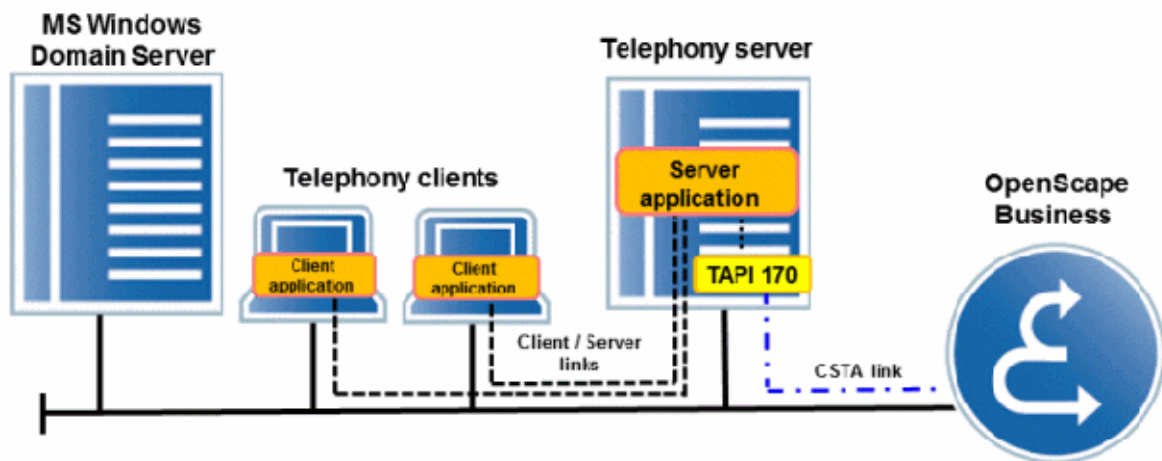 MS Windows
Domain Server
Telephony server
Telephony clients
Server
application
OpenScape
Business
Client
application
Client
application
TAPI 170
Client / Server
links
CSTA link